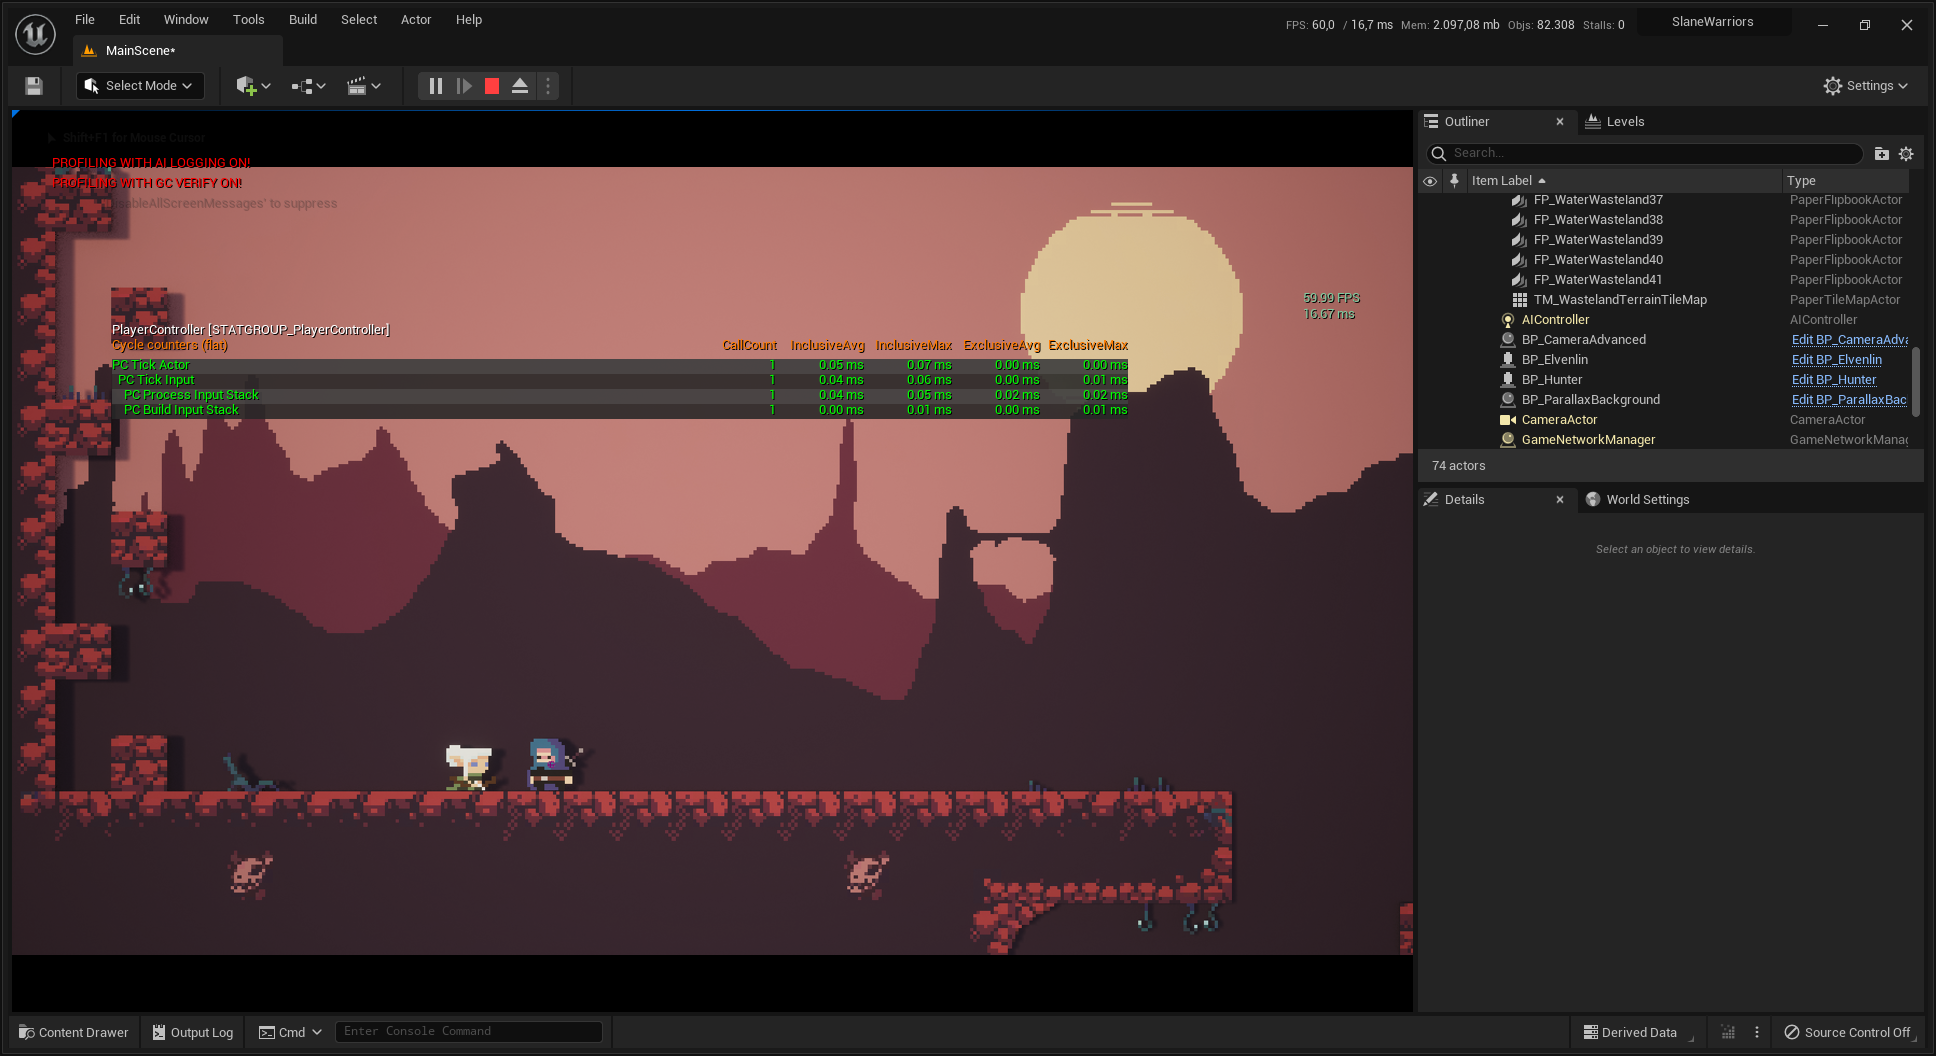 File Edit Window Tools Build Select Actor Help
FPS: 60,0 / 16,7 ms Mem: 2.097,08 mb Objs: 82.308 Stalls: 0
SlaneWarriors
MainScene*
Select Mode
Settings
Shift+F1 for Mouse Cursor
PROFILING WITH AI LOGGING ON!
PROFILING WITH GC VERIFY ON!
DisableAllScreenMessages' to suppress
59.99 FPS
16.67 ms
PlayerController [STATGROUP_PlayerController]
Cycle counters (flat) CallCount InclusiveAvg InclusiveMax ExclusiveAvg ExclusiveMax
PC Tick Actor 1 0.05 ms 0.07 ms 0.00 ms 0.00 ms
PC Tick Input 1 0.04 ms 0.06 ms 0.00 ms 0.01 ms
PC Process Input Stack 1 0.04 ms 0.05 ms 0.02 ms 0.02 ms
PC Build Input Stack 1 0.00 ms 0.01 ms 0.00 ms 0.01 ms
Outliner Levels
Search...
Item Label Type
FP_WaterWasteland37 PaperFlipbookActor
FP_WaterWasteland38 PaperFlipbookActor
FP_WaterWasteland39 PaperFlipbookActor
FP_WaterWasteland40 PaperFlipbookActor
FP_WaterWasteland41 PaperFlipbookActor
TM_WastelandTerrainTileMap PaperTileMapActor
AIController AIController
BP_CameraAdvanced Edit BP_CameraAdva
BP_Elvenlin Edit BP_Elvenlin
BP_Hunter Edit BP_Hunter
BP_ParallaxBackground Edit BP_ParallaxBac
CameraActor CameraActor
GameNetworkManager GameNetworkManag
74 actors
Details World Settings
Select an object to view details.
Content Drawer Output Log Cmd Enter Console Command
Derived Data Source Control Off